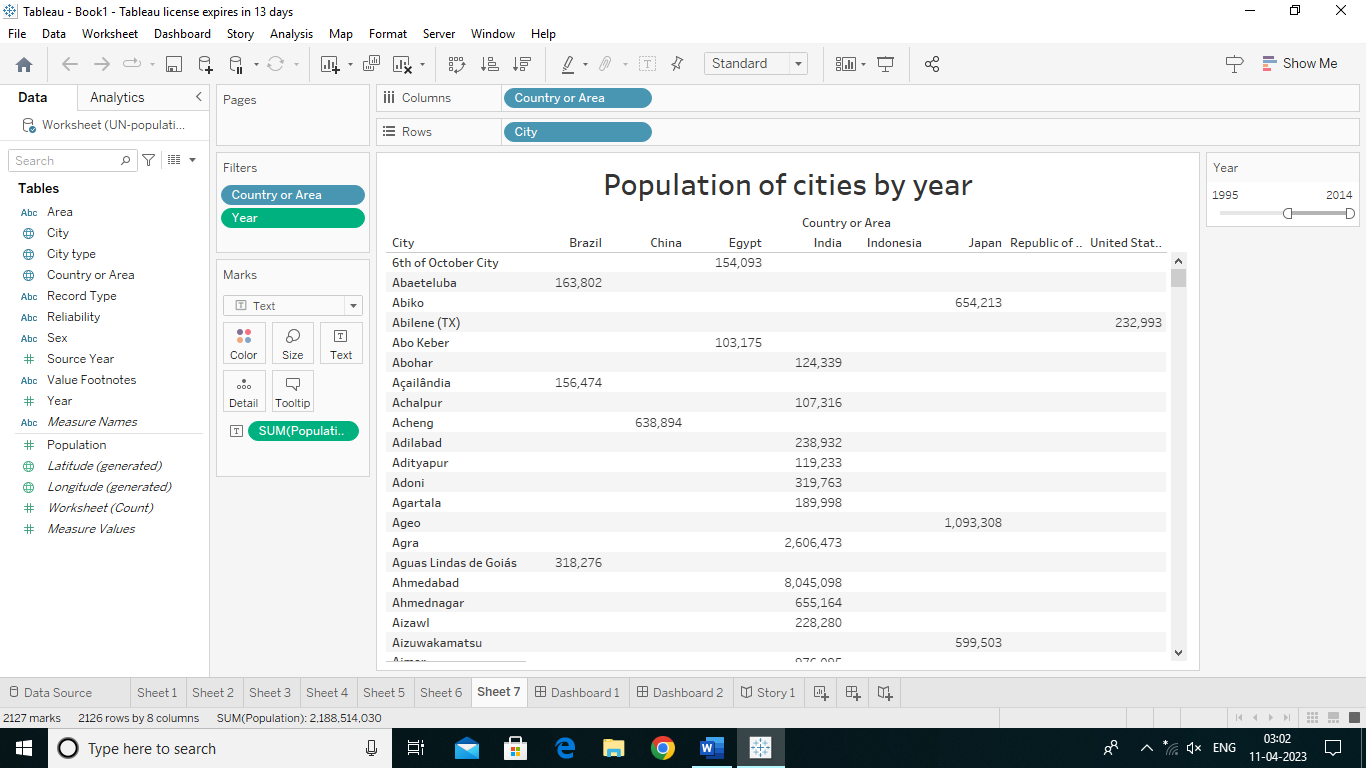 Tableau - Book1 - Tableau license expires in 13 days
File Data Worksheet Dashboard Story Analysis Map Format Server Window Help
Standard
Show Me
Data Analytics
Worksheet (UN-populati...
Search
Tables
Abc Area
City
City type
Country or Area
Abc Record Type
Abc Reliability
Abc Sex
# Source Year
Abc Value Footnotes
# Year
Abc Measure Names
# Population
Latitude (generated)
Longitude (generated)
# Worksheet (Count)
# Measure Values
Pages
Filters
Country or Area
Year
Marks
T Text
Color Size Text
Detail Tooltip
T SUM(Populati..
Columns Country or Area
Rows City
Population of cities by year
Country or Area
City Brazil China Egypt India Indonesia Japan Republic of .. United Stat..
6th of October City 154,093
Abaeteluba 163,802
Abiko 654,213
Abilene (TX) 232,993
Abo Keber 103,175
Abohar 124,339
Açailândia 156,474
Achalpur 107,316
Acheng 638,894
Adilabad 238,932
Adityapur 119,233
Adoni 319,763
Agartala 189,998
Ageo 1,093,308
Agra 2,606,473
Aguas Lindas de Goiás 318,276
Ahmedabad 8,045,098
Ahmednagar 655,164
Aizawl 228,280
Aizuwakamatsu 599,503
Year
1995 2014
Data Source Sheet 1 Sheet 2 Sheet 3 Sheet 4 Sheet 5 Sheet 6 Sheet 7 Dashboard 1 Dashboard 2 Story 1
2127 marks 2126 rows by 8 columns SUM(Population): 2,188,514,030
Type here to search
ENG
03:02
11-04-2023